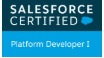 SALESFORCE
CERTIFIED
Platform Developer I